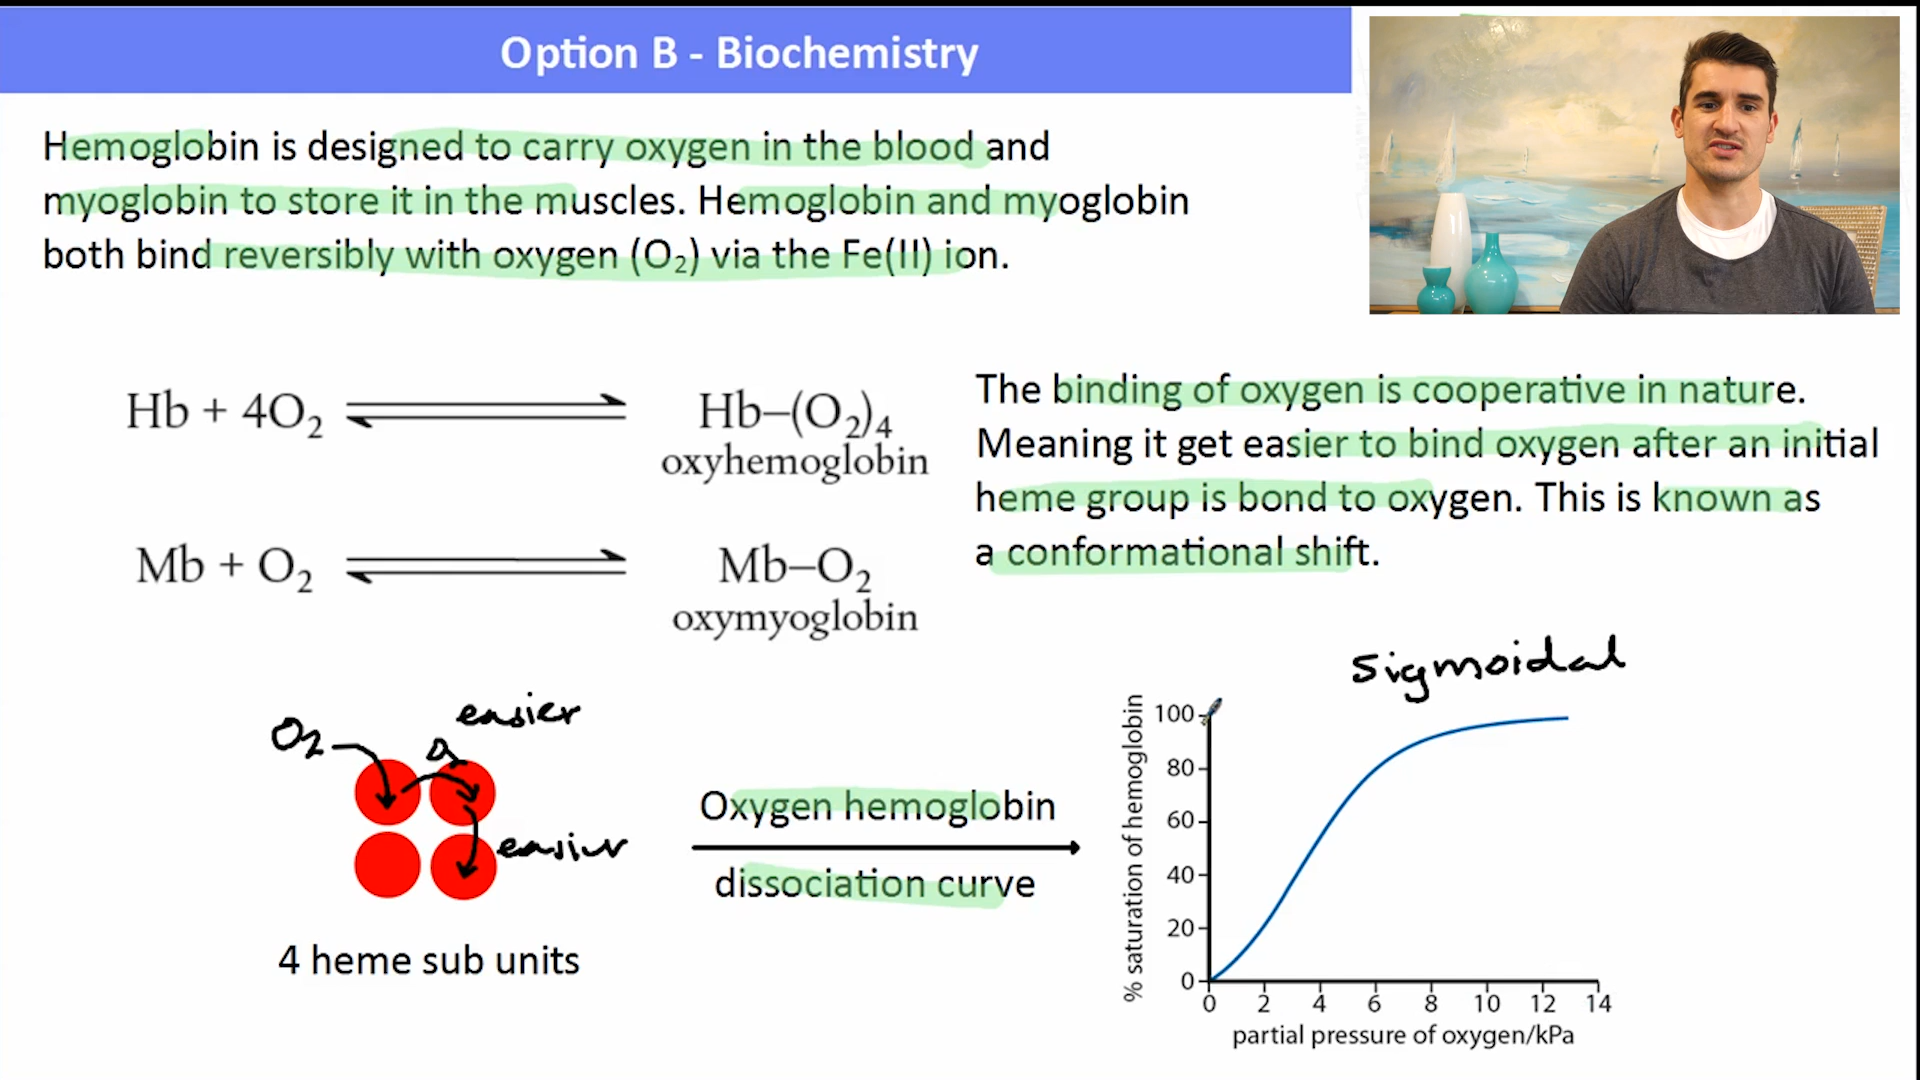 Option B - Biochemistry
Hemoglobin is designed to carry oxygen in the blood and
myoglobin to store it in the muscles. Hemoglobin and myoglobin
both bind reversibly with oxygen (O₂) via the Fe(II) ion.
Hb + 4O₂
Hb–(O₂)₄
oxyhemoglobin
Mb + O₂
Mb–O₂
oxymyoglobin
The binding of oxygen is cooperative in nature.
Meaning it get easier to bind oxygen after an initial
heme group is bond to oxygen. This is known as
a conformational shift.
O₂
easier
O₂
easier
4 heme sub units
Oxygen hemoglobin
dissociation curve
sigmoidal
% saturation of hemoglobin
100
80
60
40
20
0
0 2 4 6 8 10 12 14
partial pressure of oxygen/kPa